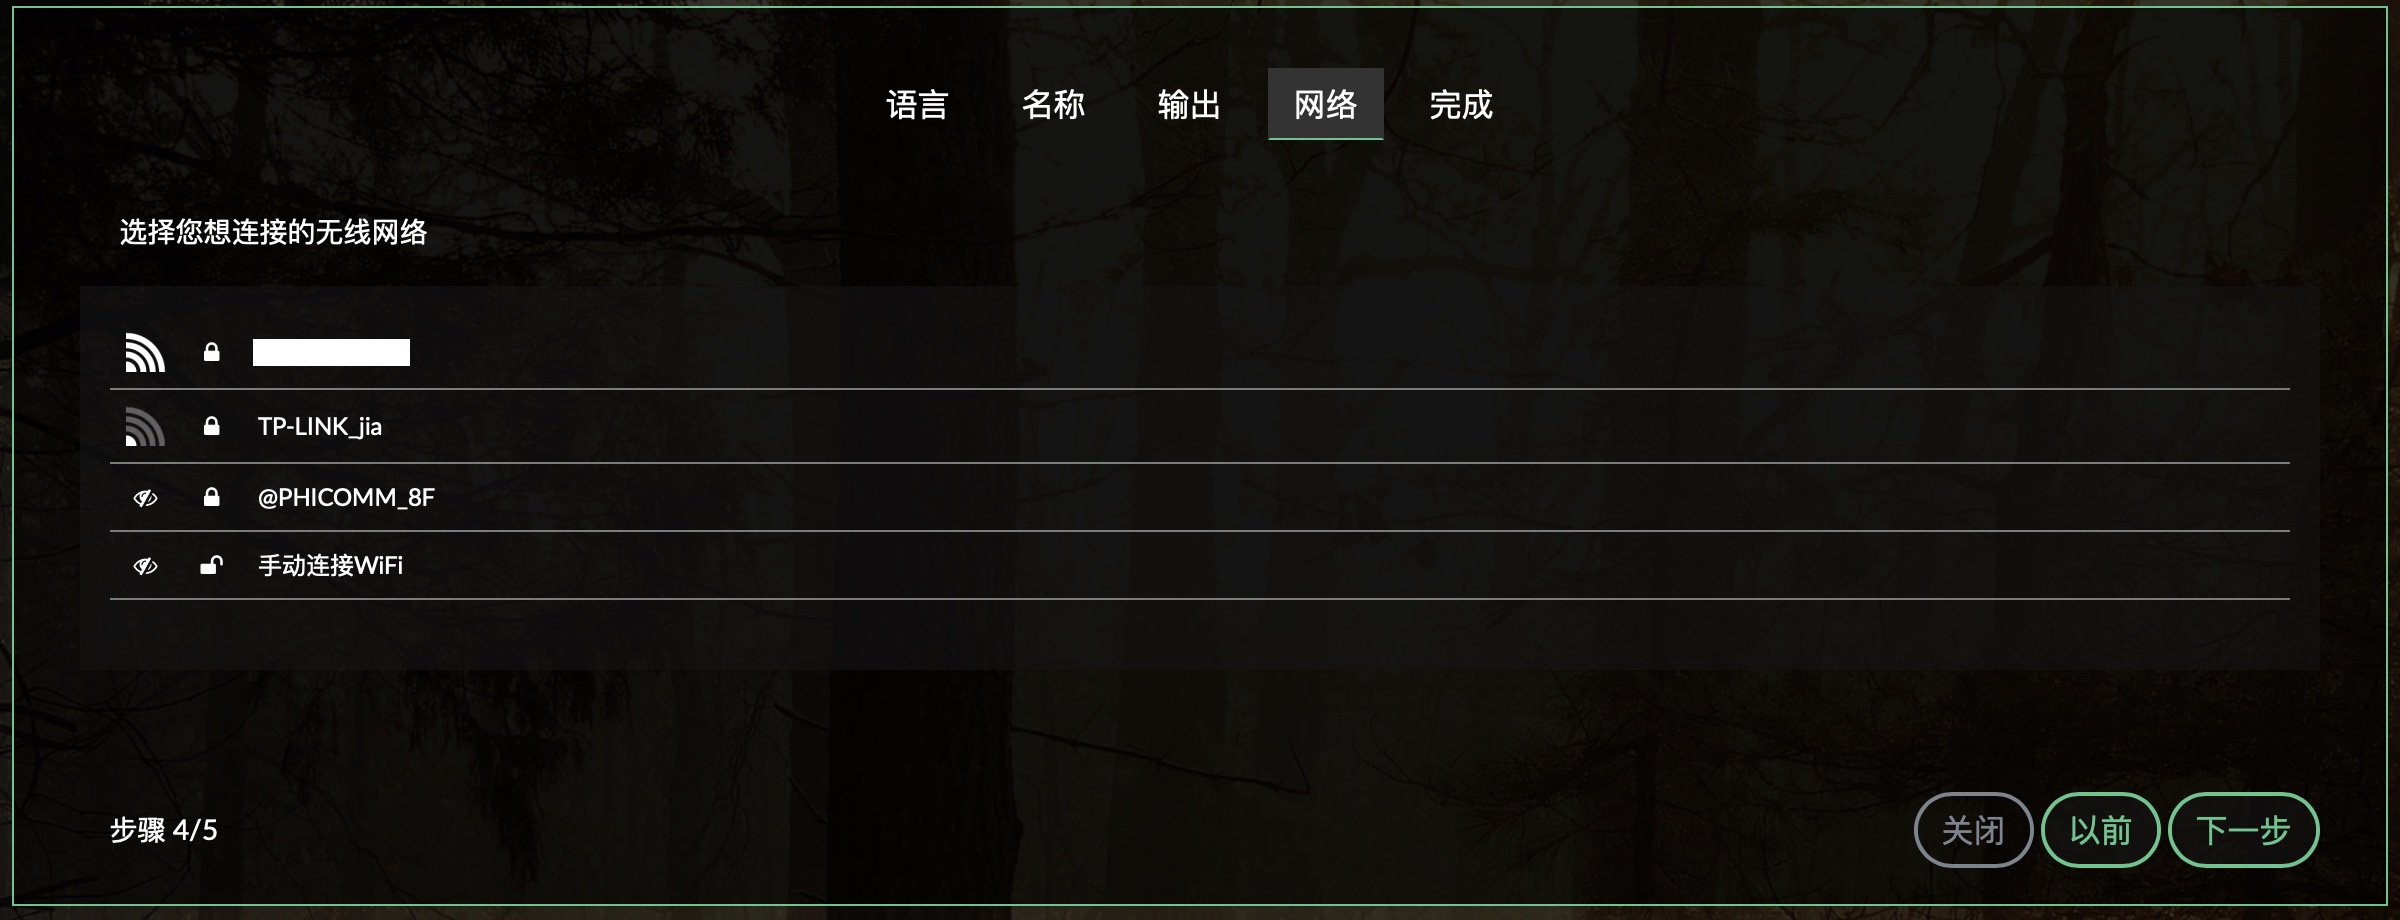 语言 名称 输出 网络 完成
选择您想连接的无线网络
TP-LINK_jia
@PHICOMM_8F
手动连接WiFi
步骤 4/5 关闭 以前 下一步